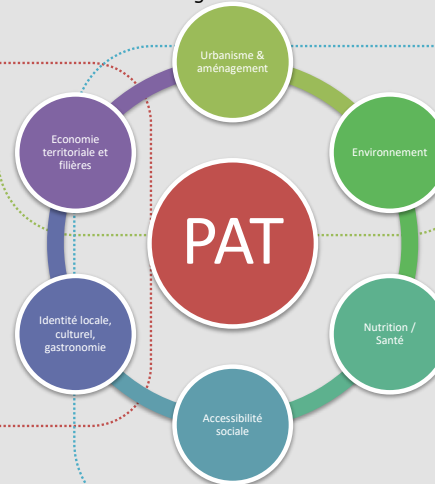 Urbanisme &
aménagement
Environnement
Nutrition /
Santé
Accessibilité
sociale
Identité locale,
culturel,
gastronomie
Economie
territoriale et
filières
PAT